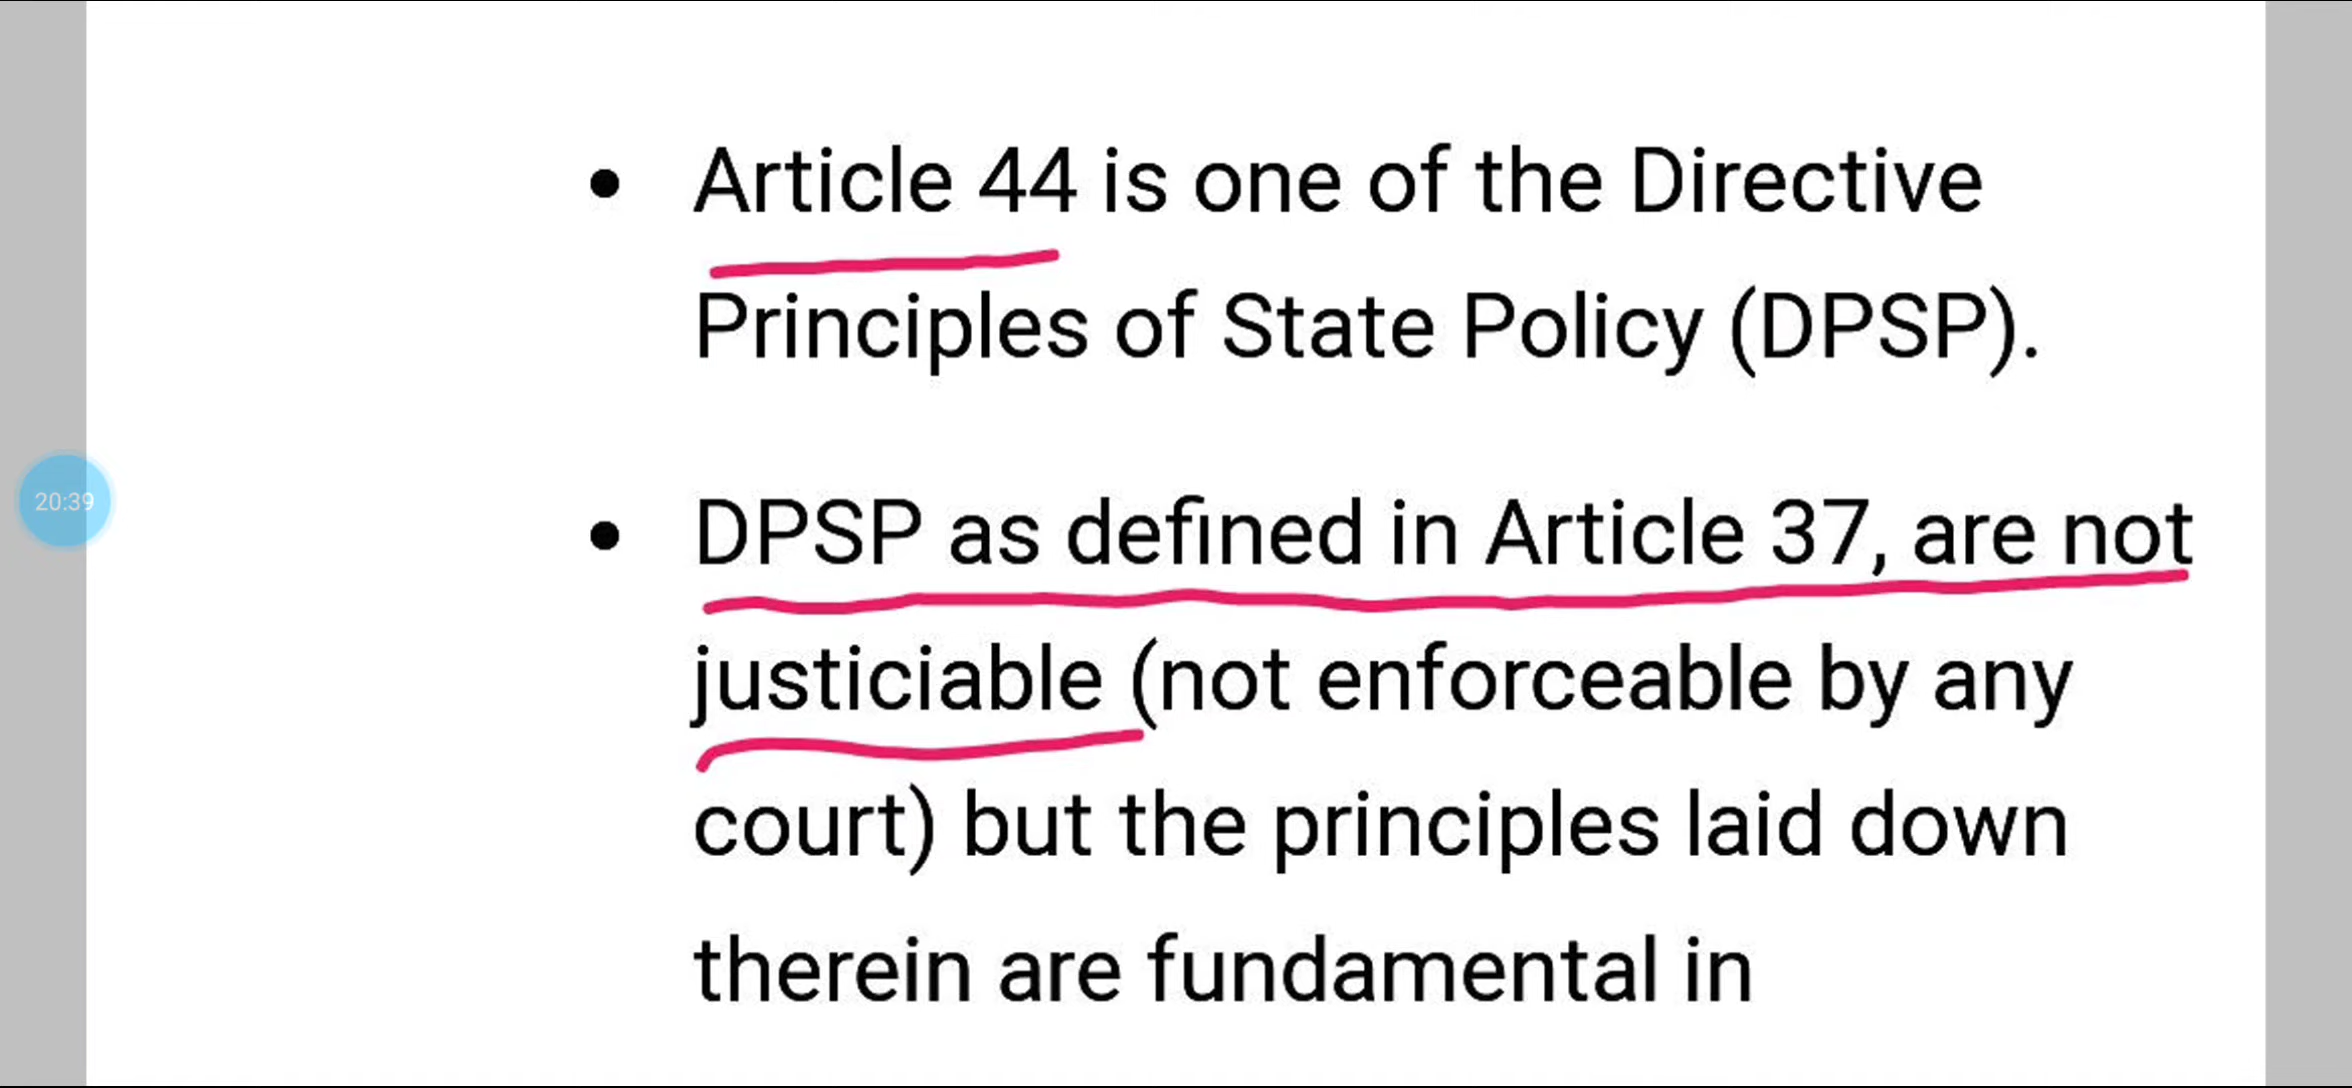 • Article 44 is one of the Directive
Principles of State Policy (DPSP).
• DPSP as defined in Article 37, are not
justiciable (not enforceable by any
court) but the principles laid down
therein are fundamental in
20:39